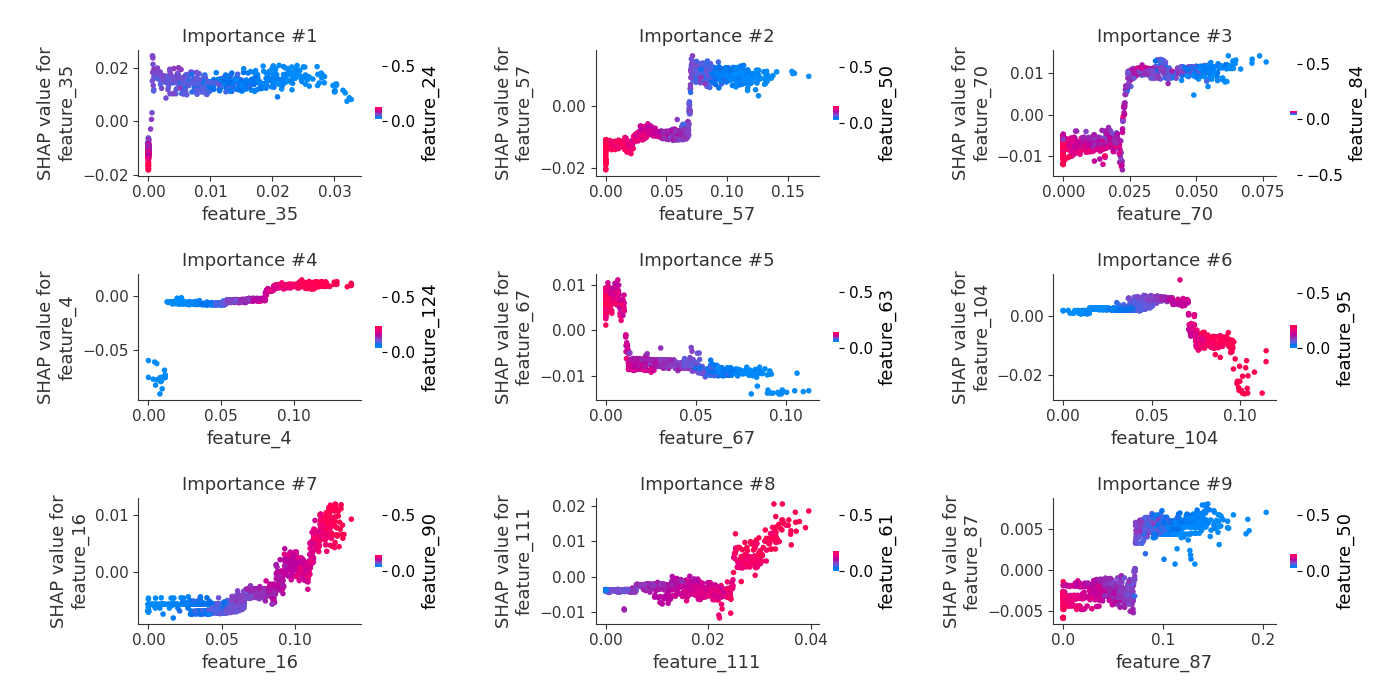 Importance #1
SHAP value for
feature_35
0.02
0.00
−0.02
0.00
0.01
0.02
0.03
feature_35
0.5
0.0
feature_24
Importance #2
SHAP value for
feature_57
0.00
−0.02
0.00
0.05
0.10
0.15
feature_57
0.5
0.0
feature_50
Importance #3
SHAP value for
feature_70
0.01
0.00
−0.01
0.000
0.025
0.050
0.075
feature_70
0.5
0.0
−0.5
feature_84
Importance #4
SHAP value for
feature_4
0.00
−0.05
0.00
0.05
0.10
feature_4
0.5
0.0
feature_124
Importance #5
SHAP value for
feature_67
0.01
0.00
−0.01
0.00
0.05
0.10
feature_67
0.5
0.0
feature_63
Importance #6
SHAP value for
feature_104
0.00
−0.02
0.00
0.05
0.10
feature_104
0.5
0.0
feature_95
Importance #7
SHAP value for
feature_16
0.01
0.00
0.00
0.05
0.10
feature_16
0.5
0.0
feature_90
Importance #8
SHAP value for
feature_111
0.02
0.01
0.00
−0.01
0.00
0.02
0.04
feature_111
0.5
0.0
feature_61
Importance #9
SHAP value for
feature_87
0.005
0.000
−0.005
0.0
0.1
0.2
feature_87
0.5
0.0
feature_50